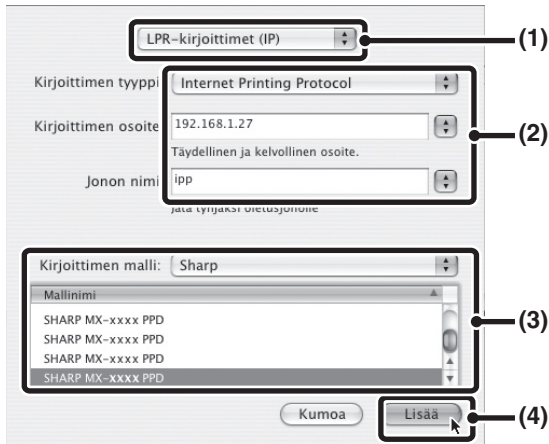 LPR-kirjoittimet (IP) (1)
Kirjoittimen tyyppi Internet Printing Protocol
Kirjoittimen osoite 192.168.1.27 (2)
Täydellinen ja kelvollinen osoite.
Jonon nimi ipp
Jätä tyhjäksi oletusjonolle
Kirjoittimen malli: Sharp
Mallinimi
SHARP MX-xxxx PPD (3)
SHARP MX-xxxx PPD
SHARP MX-xxxx PPD
SHARP MX-xxxx PPD
Kumoa Lisää (4)